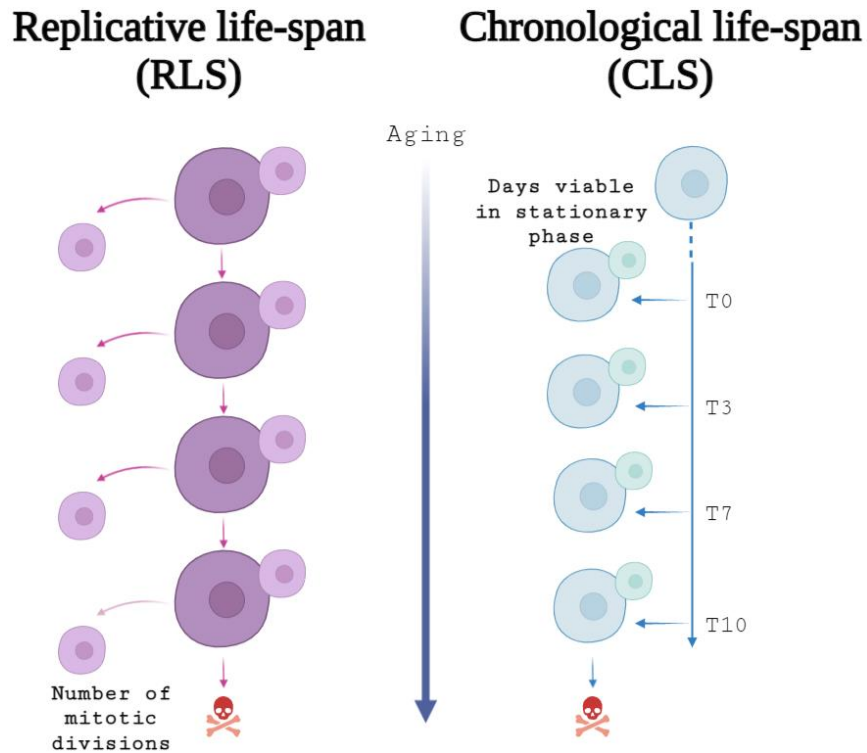 Replicative life-span
(RLS)
Chronological life-span
(CLS)
Aging
Days viable
in stationary
phase
T0
T3
T7
T10
Number of
mitotic
divisions